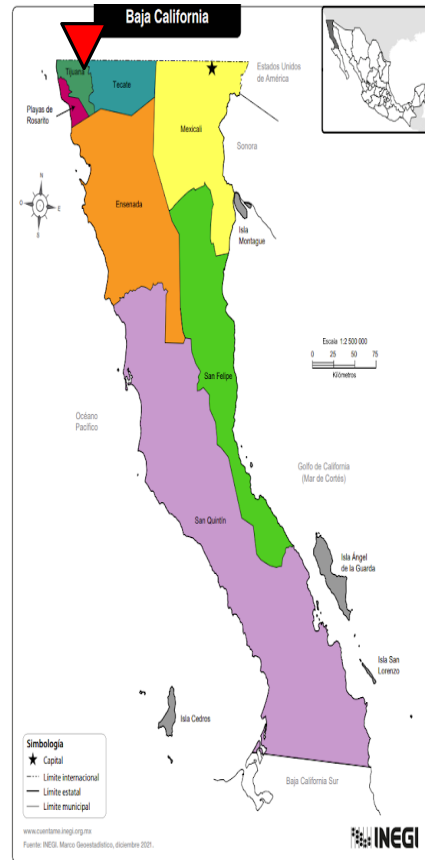 Baja California
Estados Unidos
de América
Tijuana
Tecate
Playas de
Rosarito
Mexicali
Sonora
N
O
E
S
Ensenada
Isla
Montague
Escala 1:2 500 000
0 25 50 75
Kilómetros
San Felipe
Océano
Pacífico
Golfo de California
(Mar de Cortés)
San Quintín
Isla Ángel
de la Guarda
Isla San
Lorenzo
Isla Cedros
Simbología
Capital
Límite internacional
Límite estatal
Límite municipal
Baja California Sur
www.cuentame.inegi.org.mx
Fuente: INEGI. Marco Geoestadístico, diciembre 2021.
INEGI